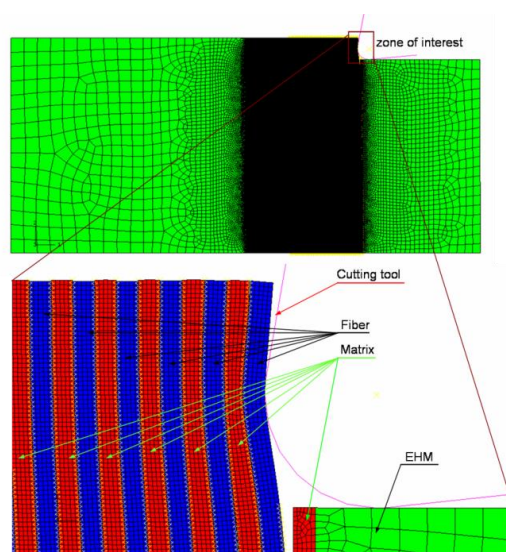 zone of interest
Cutting tool
Fiber
Matrix
EHM